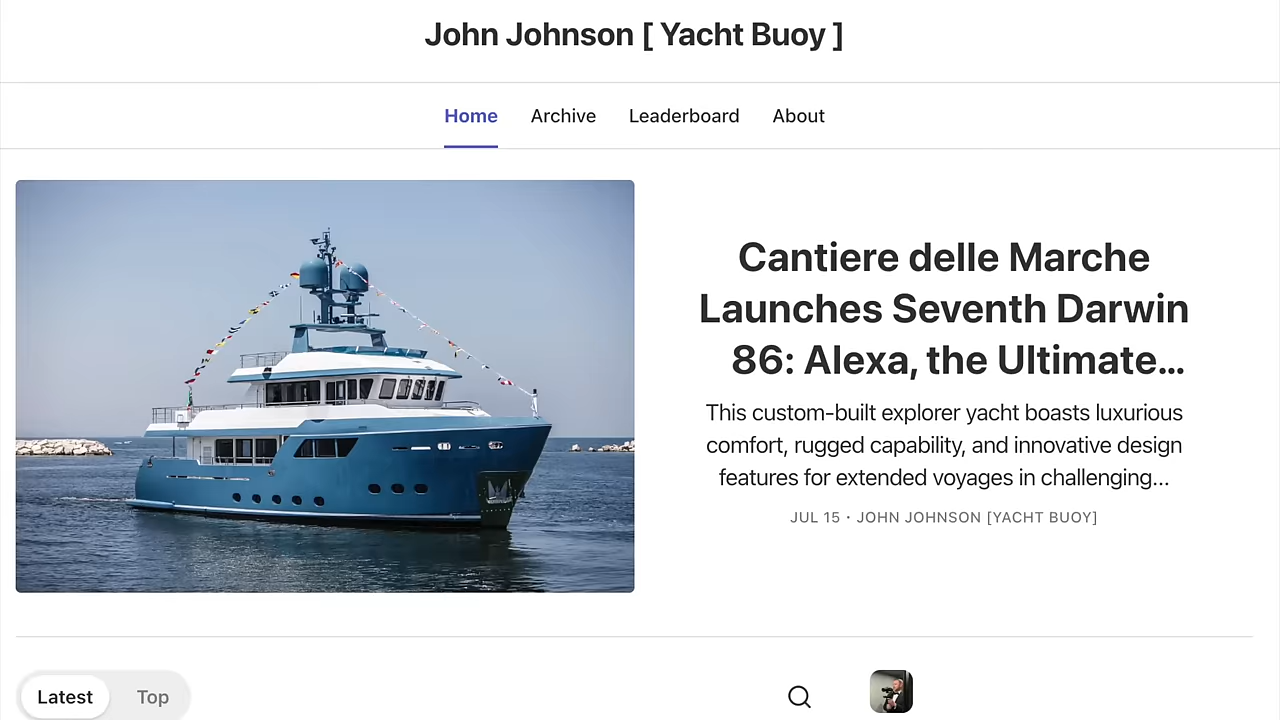 John Johnson [ Yacht Buoy ]
Home Archive Leaderboard About
Cantiere delle Marche
Launches Seventh Darwin
86: Alexa, the Ultimate...
This custom-built explorer yacht boasts luxurious
comfort, rugged capability, and innovative design
features for extended voyages in challenging...
JUL 15 · JOHN JOHNSON [YACHT BUOY]
Latest Top